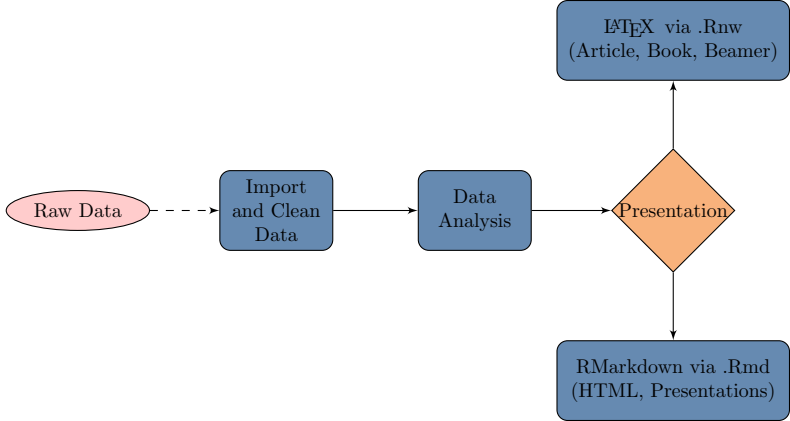 LATEX via .Rnw
(Article, Book, Beamer)
Raw Data
Import
and Clean
Data
Data
Analysis
Presentation
RMarkdown via .Rmd
(HTML, Presentations)